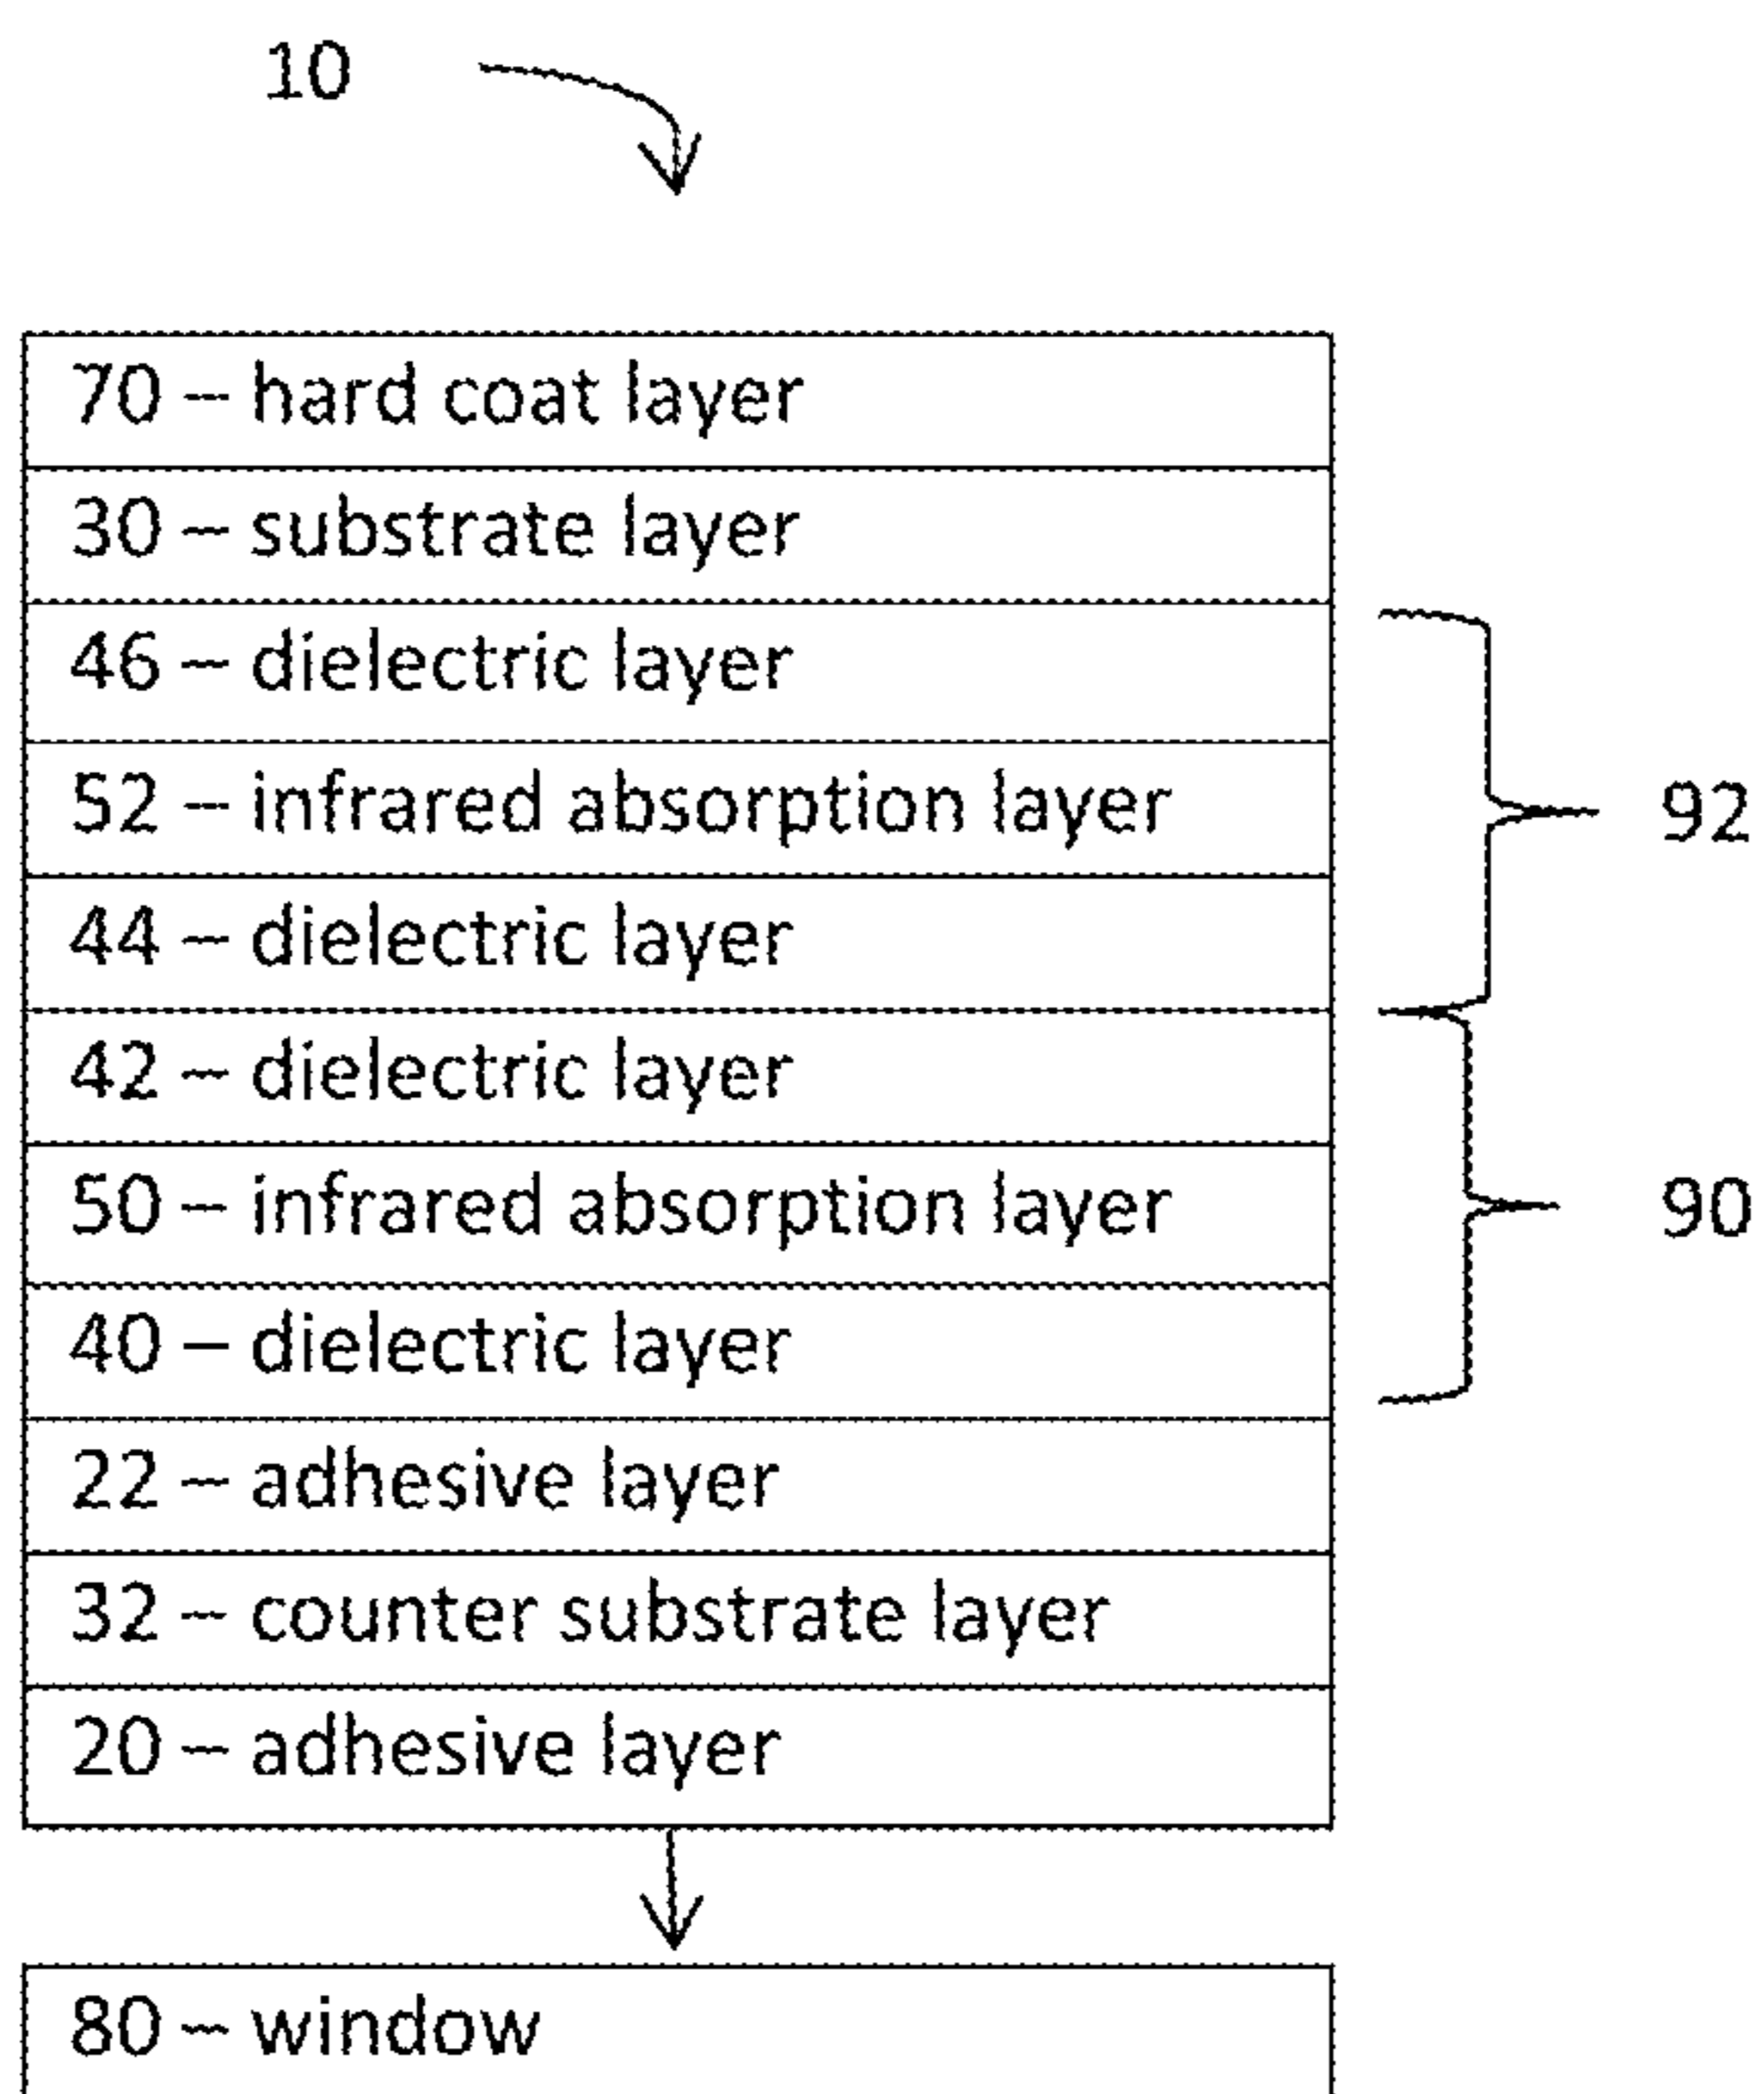 10
70 – hard coat layer
30 – substrate layer
46 – dielectric layer
52 – infrared absorption layer
92
44 – dielectric layer
42 – dielectric layer
50 – infrared absorption layer
90
40 – dielectric layer
22 – adhesive layer
32 – counter substrate layer
20 – adhesive layer
80 – window